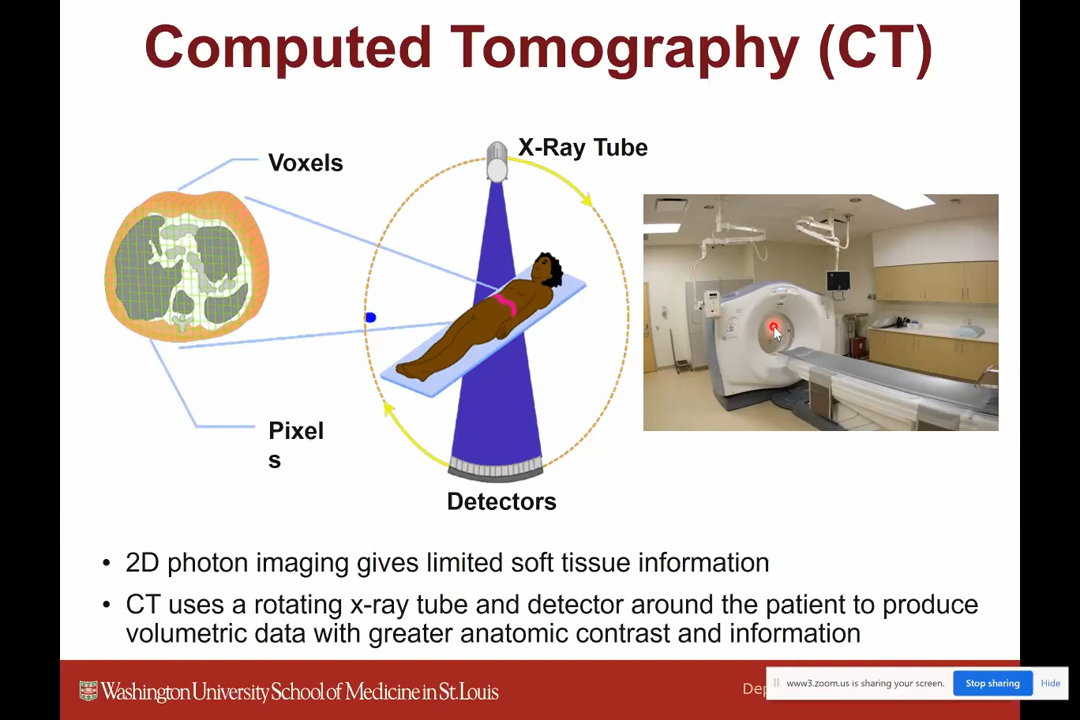 Computed Tomography (CT)
Voxels
X-Ray Tube
Pixel
s
Detectors
• 2D photon imaging gives limited soft tissue information
• CT uses a rotating x-ray tube and detector around the patient to produce
volumetric data with greater anatomic contrast and information
Washington University School of Medicine in St. Louis
www3.zoom.us is sharing your screen.
Stop sharing
Hide